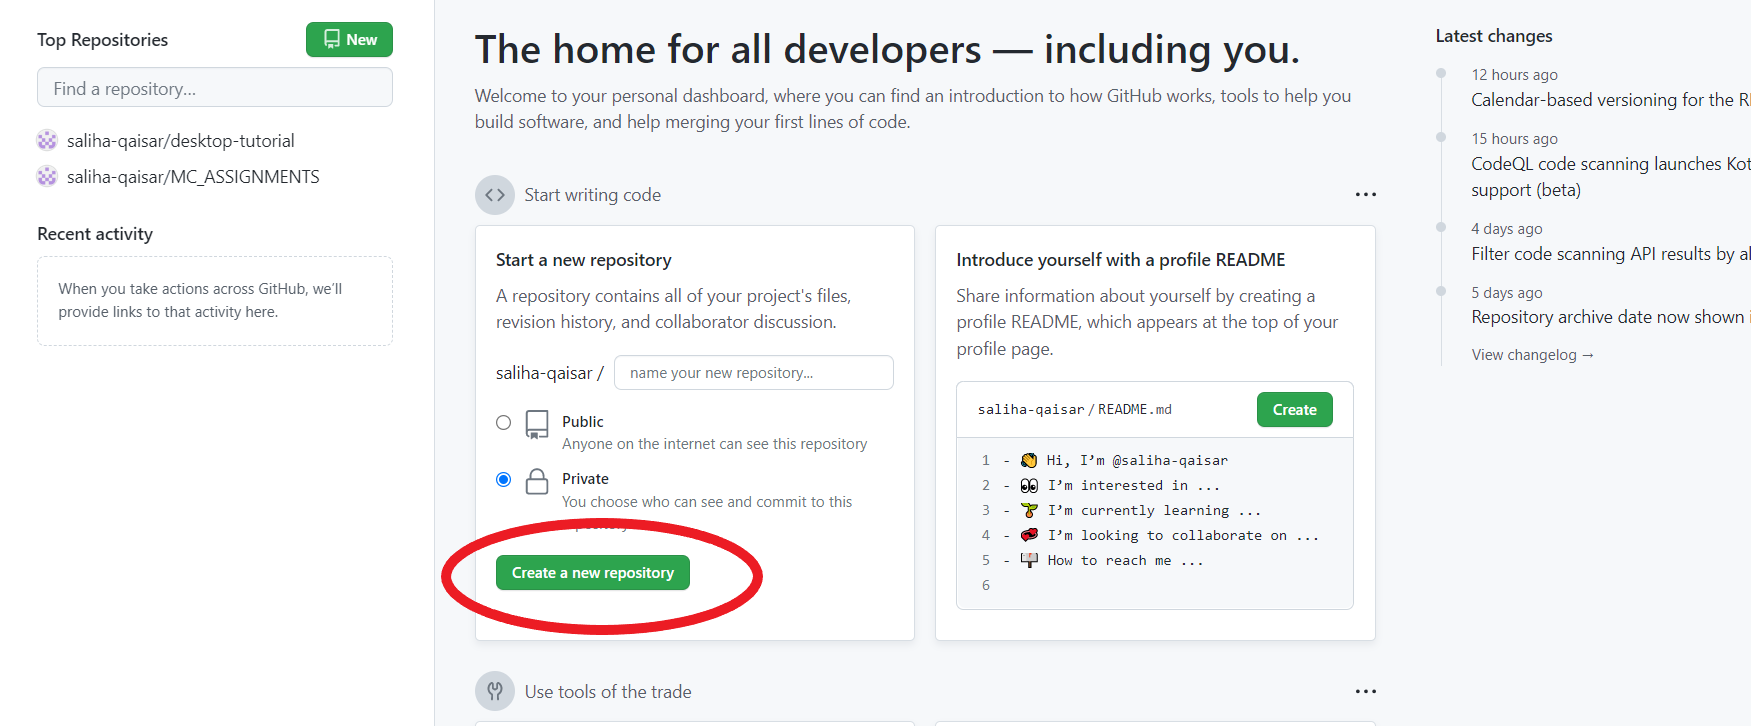 Top Repositories
New
Find a repository...
saliha-qaisar/desktop-tutorial
saliha-qaisar/MC_ASSIGNMENTS
Recent activity
When you take actions across GitHub, we'll
provide links to that activity here.
The home for all developers — including you.
Welcome to your personal dashboard, where you can find an introduction to how GitHub works, tools to help you
build software, and help merging your first lines of code.
Start writing code
Start a new repository
A repository contains all of your project's files,
revision history, and collaborator discussion.
saliha-qaisar /
name your new repository...
Public
Anyone on the internet can see this repository
Private
You choose who can see and commit to this
Create a new repository
Introduce yourself with a profile README
Share information about yourself by creating a
profile README, which appears at the top of your
profile page.
saliha-qaisar / README.md
Create
1 - 👋 Hi, I'm @saliha-qaisar
2 - 👀 I'm interested in ...
3 - 🌱 I'm currently learning ...
4 - 💞️ I'm looking to collaborate on ...
5 - 📫 How to reach me ...
6
Use tools of the trade
Latest changes
12 hours ago
Calendar-based versioning for the
15 hours ago
CodeQL code scanning launches
support (beta)
4 days ago
Filter code scanning API results by
5 days ago
Repository archive date now shown
View changelog →